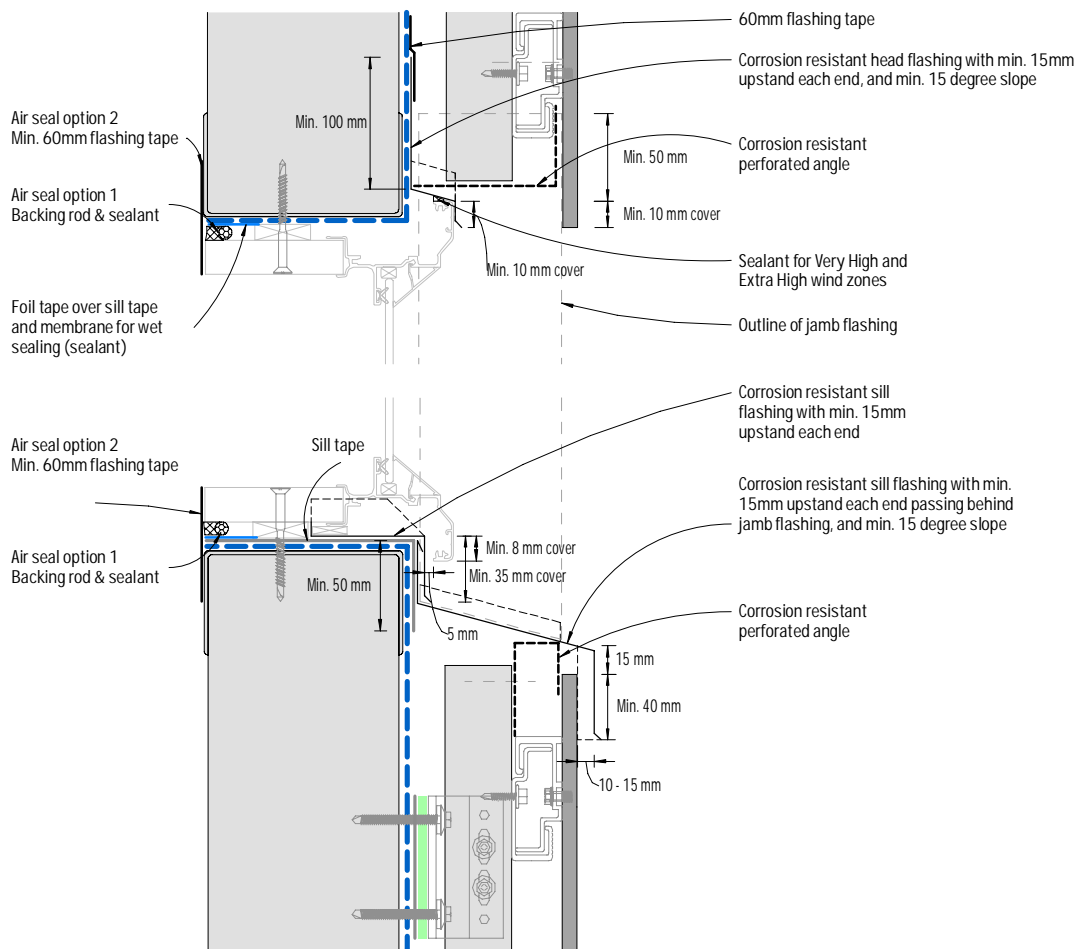 60mm flashing tape
Corrosion resistant head flashing with min. 15mm
upstand each end, and min. 15 degree slope
Air seal option 2
Min. 60mm flashing tape
Min. 100 mm
Min. 50 mm
Corrosion resistant
perforated angle
Air seal option 1
Backing rod & sealant
Min. 10 mm cover
Min. 10 mm cover
Sealant for Very High and
Extra High wind zones
Foil tape over sill tape
and membrane for wet
sealing (sealant)
Outline of jamb flashing
Corrosion resistant sill
flashing with min. 15mm
upstand each end
Air seal option 2
Min. 60mm flashing tape
Sill tape
Corrosion resistant sill flashing with min.
15mm upstand each end passing behind
jamb flashing, and min. 15 degree slope
Min. 8 mm cover
Air seal option 1
Backing rod & sealant
Min. 50 mm
Min. 35 mm cover
5 mm
Corrosion resistant
perforated angle
15 mm
Min. 40 mm
10 - 15 mm